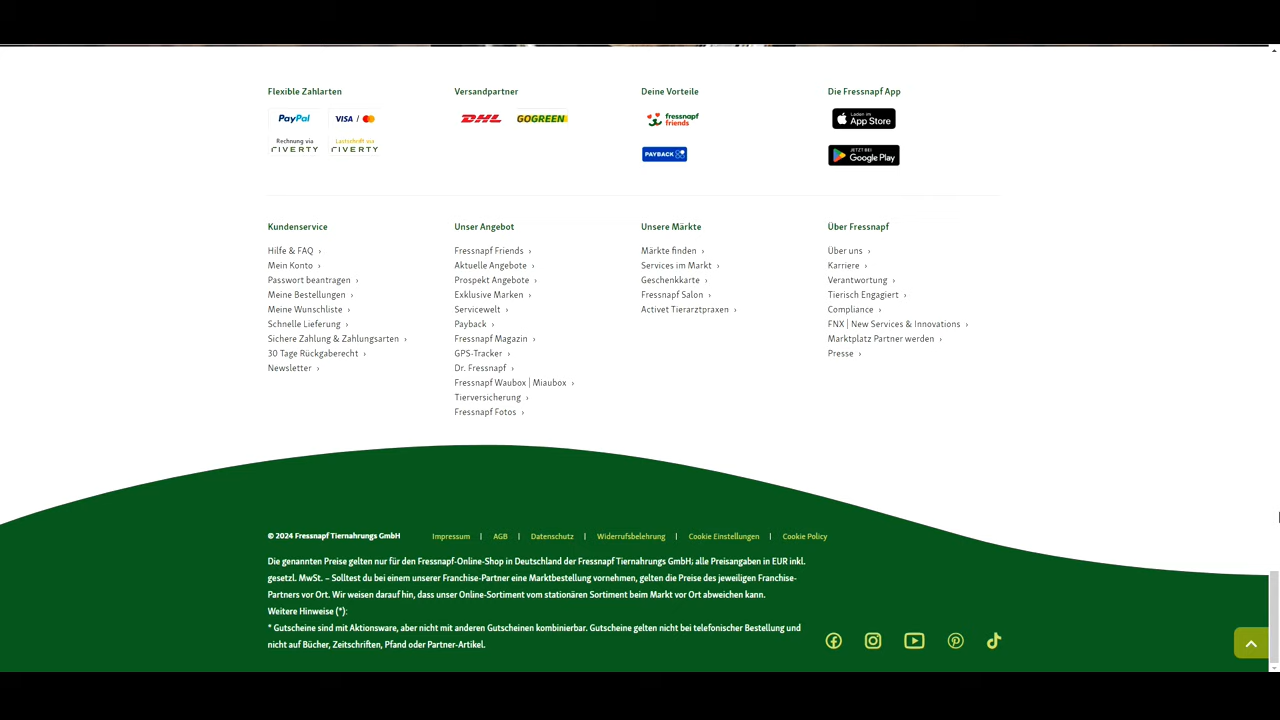 Flexible Zahlarten
PayPal
VISA /
Rechnung via
RIVERTY
Lastschrift via
RIVERTY
Versandpartner
DHL
GOGREEN
Deine Vorteile
fressnapf
friends
PAYBACK
Die Fressnapf App
Laden im
App Store
JETZT BEI
Google Play
Kundenservice
Hilfe & FAQ ›
Mein Konto ›
Passwort beantragen ›
Meine Bestellungen ›
Meine Wunschliste ›
Schnelle Lieferung ›
Sichere Zahlung & Zahlungsarten ›
30 Tage Rückgaberecht ›
Newsletter ›
Unser Angebot
Fressnapf Friends ›
Aktuelle Angebote ›
Prospekt Angebote ›
Exklusive Marken ›
Servicewelt ›
Payback ›
Fressnapf Magazin ›
GPS-Tracker ›
Dr. Fressnapf ›
Fressnapf Waubox | Miaubox ›
Tierversicherung ›
Fressnapf Fotos ›
Unsere Märkte
Märkte finden ›
Services im Markt ›
Geschenkkarte ›
Fressnapf Salon ›
Activet Tierarztpraxen ›
Über Fressnapf
Über uns ›
Karriere ›
Verantwortung ›
Tierisch Engagiert ›
Compliance ›
FNX | New Services & Innovations ›
Marktplatz Partner werden ›
Presse ›
© 2024 Fressnapf Tiernahrungs GmbH Impressum | AGB | Datenschutz | Widerrufsbelehrung | Cookie Einstellungen | Cookie Policy
Die genannten Preise gelten nur für den Fressnapf-Online-Shop in Deutschland der Fressnapf Tiernahrungs GmbH; alle Preisangaben in EUR inkl.
gesetzl. MwSt. – Solltest du bei einem unserer Franchise-Partner eine Marktbestellung vornehmen, gelten die Preise des jeweiligen Franchise-
Partners vor Ort. Wir weisen darauf hin, dass unser Online-Sortiment vom stationären Sortiment beim Markt vor Ort abweichen kann.
Weitere Hinweise (*):
* Gutscheine sind mit Aktionsware, aber nicht mit anderen Gutscheinen kombinierbar. Gutscheine gelten nicht bei telefonischer Bestellung und
nicht auf Bücher, Zeitschriften, Pfand oder Partner-Artikel.